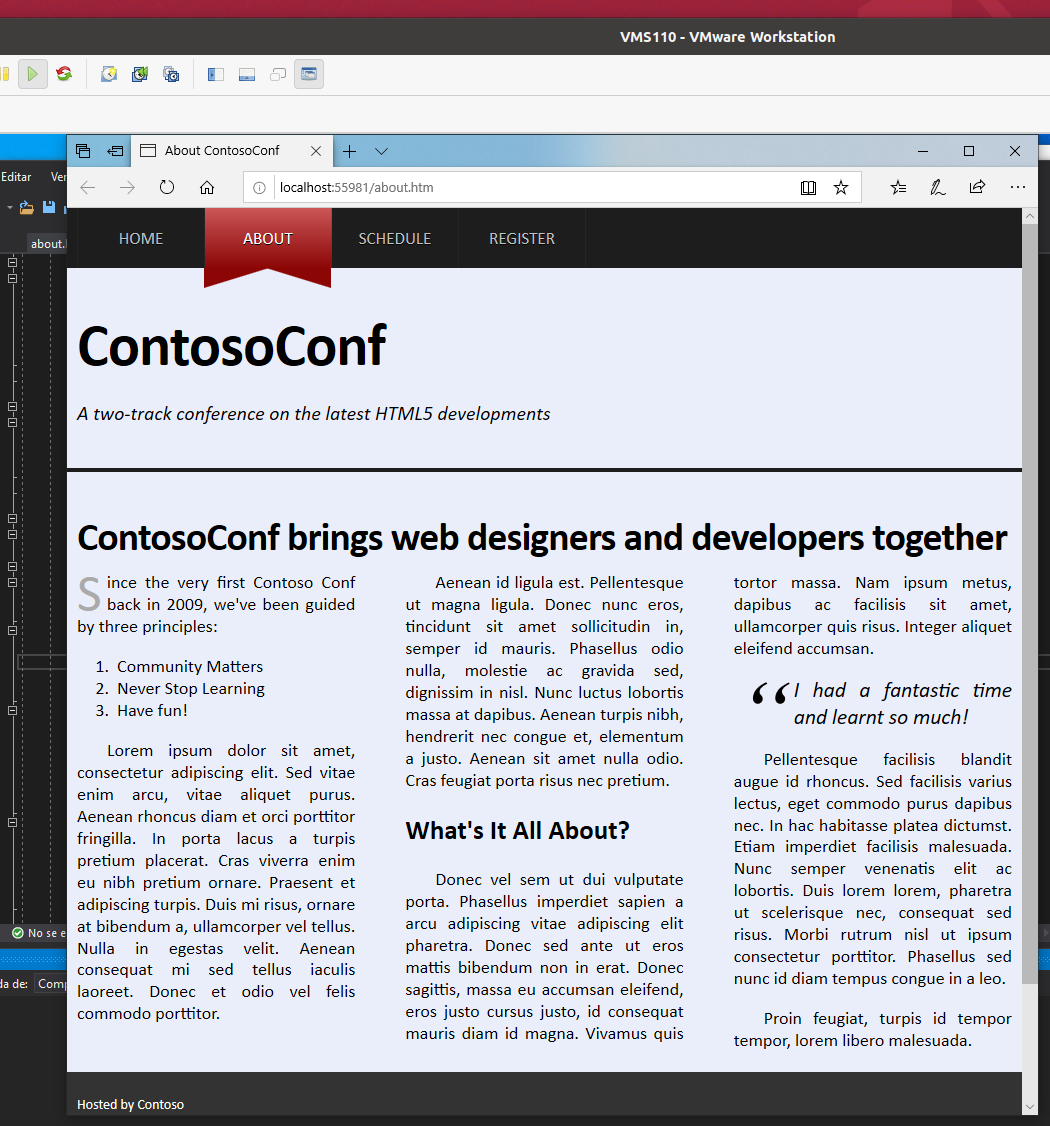 VMS110 - VMware Workstation
About ContosoConf
Editar
localhost:55981/about.htm
HOME
ABOUT
SCHEDULE
REGISTER
ContosoConf
A two-track conference on the latest HTML5 developments
ContosoConf brings web designers and developers together
Since the very first Contoso Conf
back in 2009, we've been guided
by three principles:
1. Community Matters
2. Never Stop Learning
3. Have fun!
Lorem ipsum dolor sit amet,
consectetur adipiscing elit. Sed vitae
enim arcu, vitae aliquet purus.
Aenean rhoncus diam et orci porttitor
fringilla. In porta lacus a turpis
pretium placerat. Cras viverra enim
eu nibh pretium ornare. Praesent et
adipiscing turpis. Duis mi risus, ornare
at bibendum a, ullamcorper vel tellus.
Nulla in egestas velit. Aenean
consequat mi sed tellus iaculis
laoreet. Donec et odio vel felis
commodo porttitor.
Aenean id ligula est. Pellentesque
ut magna ligula. Donec nunc eros,
tincidunt sit amet sollicitudin in,
semper id mauris. Phasellus odio
nulla, molestie ac gravida sed,
dignissim in nisl. Nunc luctus lobortis
massa at dapibus. Aenean turpis nibh,
hendrerit nec congue et, elementum
a justo. Aenean sit amet nulla odio.
Cras feugiat porta risus nec pretium.
What's It All About?
Donec vel sem ut dui vulputate
porta. Phasellus imperdiet sapien a
arcu adipiscing vitae adipiscing elit
pharetra. Donec sed ante ut eros
mattis bibendum non in erat. Donec
sagittis, massa eu accumsan eleifend,
eros justo cursus justo, id consequat
mauris diam id magna. Vivamus quis
tortor massa. Nam ipsum metus,
dapibus ac facilisis sit amet,
ullamcorper quis risus. Integer aliquet
eleifend accumsan.
“I had a fantastic time
and learnt so much!
Pellentesque facilisis blandit
augue id rhoncus. Sed facilisis varius
lectus, eget commodo purus dapibus
nec. In hac habitasse platea dictumst.
Etiam imperdiet facilisis malesuada.
Nunc semper venenatis elit ac
lobortis. Duis lorem lorem, pharetra
ut scelerisque nec, consequat sed
risus. Morbi rutrum nisl ut ipsum
consectetur porttitor. Phasellus sed
nunc id diam tempus congue in a leo.
Proin feugiat, turpis id tempor
tempor, lorem libero malesuada.
Hosted by Contoso
about.
No se